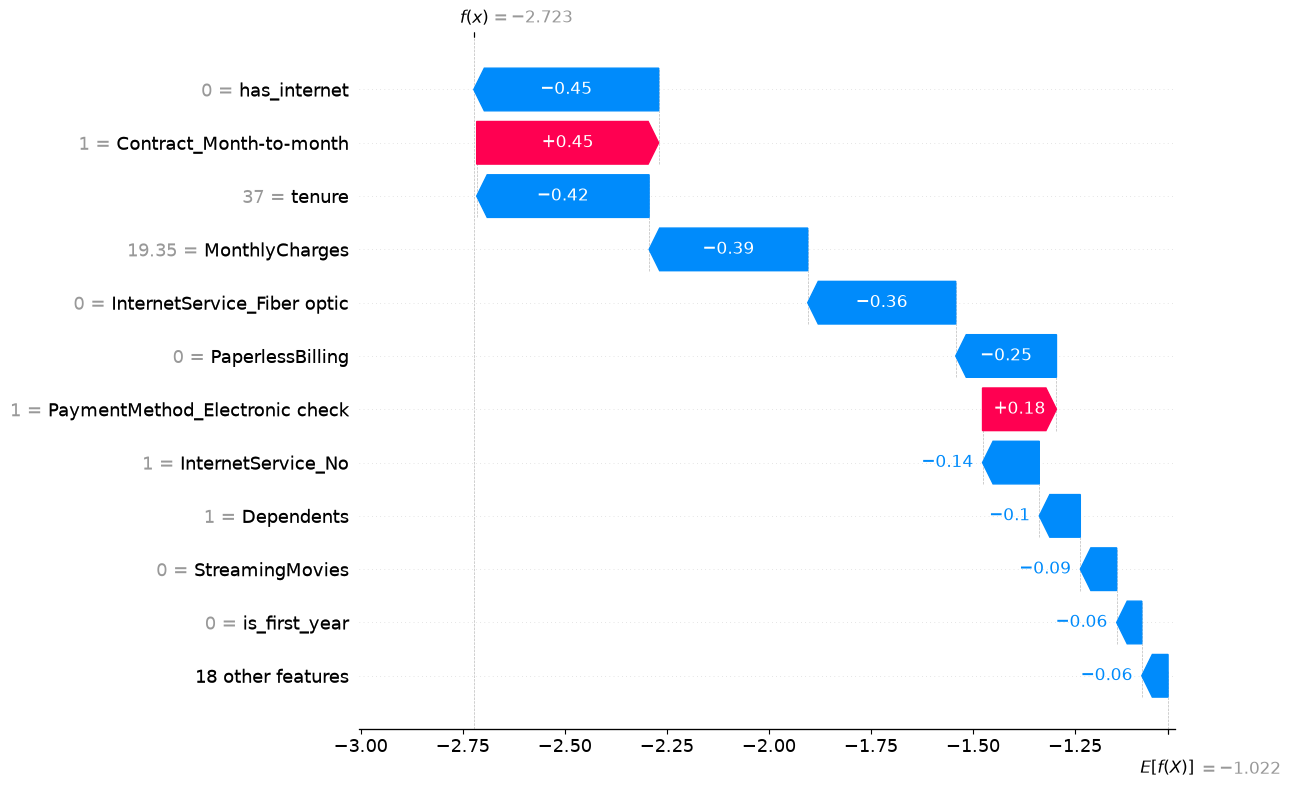 f(x) = −2.723
0 = has_internet −0.45
1 = Contract_Month-to-month +0.45
37 = tenure −0.42
19.35 = MonthlyCharges −0.39
0 = InternetService_Fiber optic −0.36
0 = PaperlessBilling −0.25
1 = PaymentMethod_Electronic check +0.18
1 = InternetService_No −0.14
1 = Dependents −0.1
0 = StreamingMovies −0.09
0 = is_first_year −0.06
18 other features −0.06
−3.00 −2.75 −2.50 −2.25 −2.00 −1.75 −1.50 −1.25
E[f(X)] = −1.022